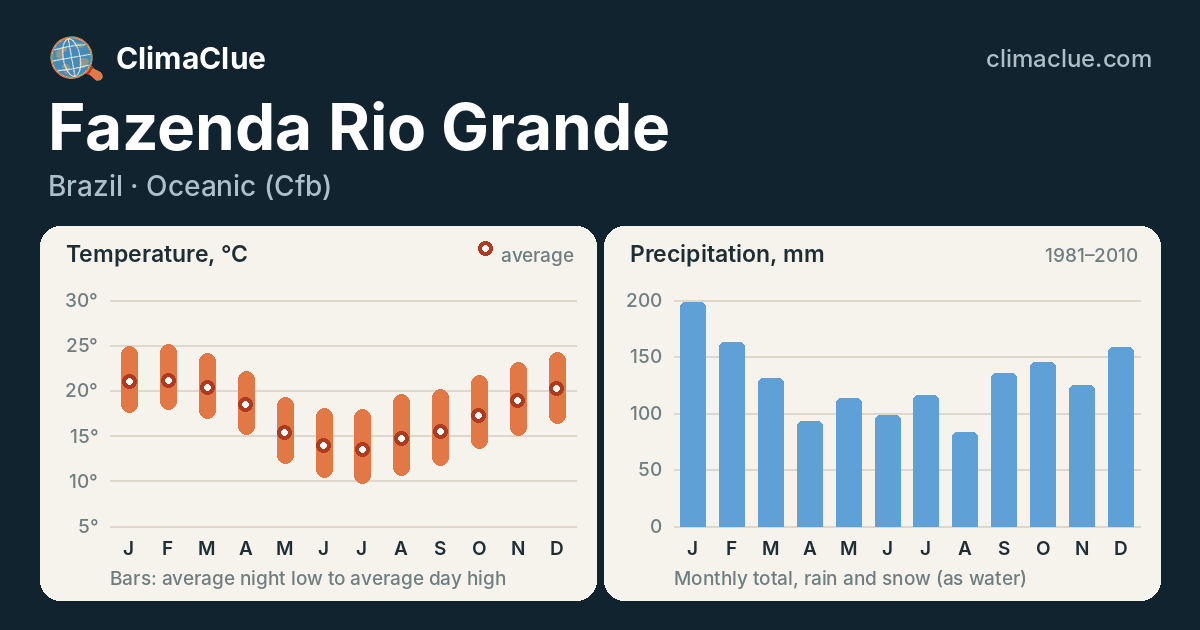 ClimaClue
climaclue.com
Fazenda Rio Grande
Brazil · Oceanic (Cfb)
Temperature, °C
average
30°
25°
20°
15°
10°
5°
J F M A M J J A S O N D
Bars: average night low to average day high
Precipitation, mm
1981–2010
200
150
100
50
0
J F M A M J J A S O N D
Monthly total, rain and snow (as water)